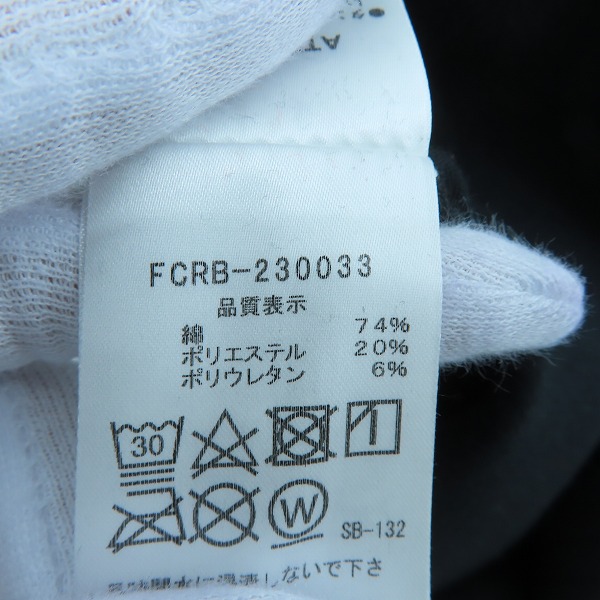 AT
FCRB-230033
品質表示
綿 74%
ポリエステル 20%
ポリウレタン 6%
30
W
SB-132
しないで下さ